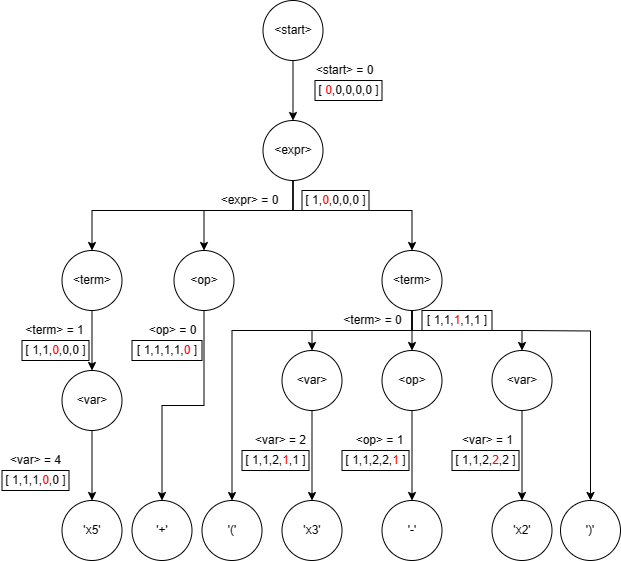 <start>
<start> = 0
[ 0,0,0,0,0 ]
<expr>
<expr> = 0
[ 1,0,0,0,0 ]
<term>
<op>
<term>
<term> = 1
[ 1,1,0,0,0 ]
<op> = 0
[ 1,1,1,1,0 ]
<term> = 0
[ 1,1,1,1,1 ]
<var>
<var>
<op>
<var>
<var> = 4
[ 1,1,1,0,0 ]
<var> = 2
[ 1,1,2,1,1 ]
<op> = 1
[ 1,1,2,2,1 ]
<var> = 1
[ 1,1,2,2,2 ]
'x5'
'+'
'('
'x3'
'-'
'x2'
')'